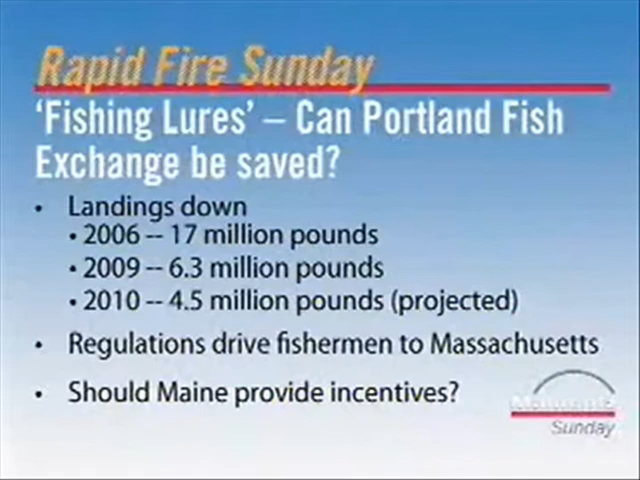 Rapid Fire Sunday
‘Fishing Lures’ – Can Portland Fish
Exchange be saved?
• Landings down
• 2006 -- 17 million pounds
• 2009 -- 6.3 million pounds
• 2010 -- 4.5 million pounds (projected)
• Regulations drive fishermen to Massachusetts
• Should Maine provide incentives?
Sunday